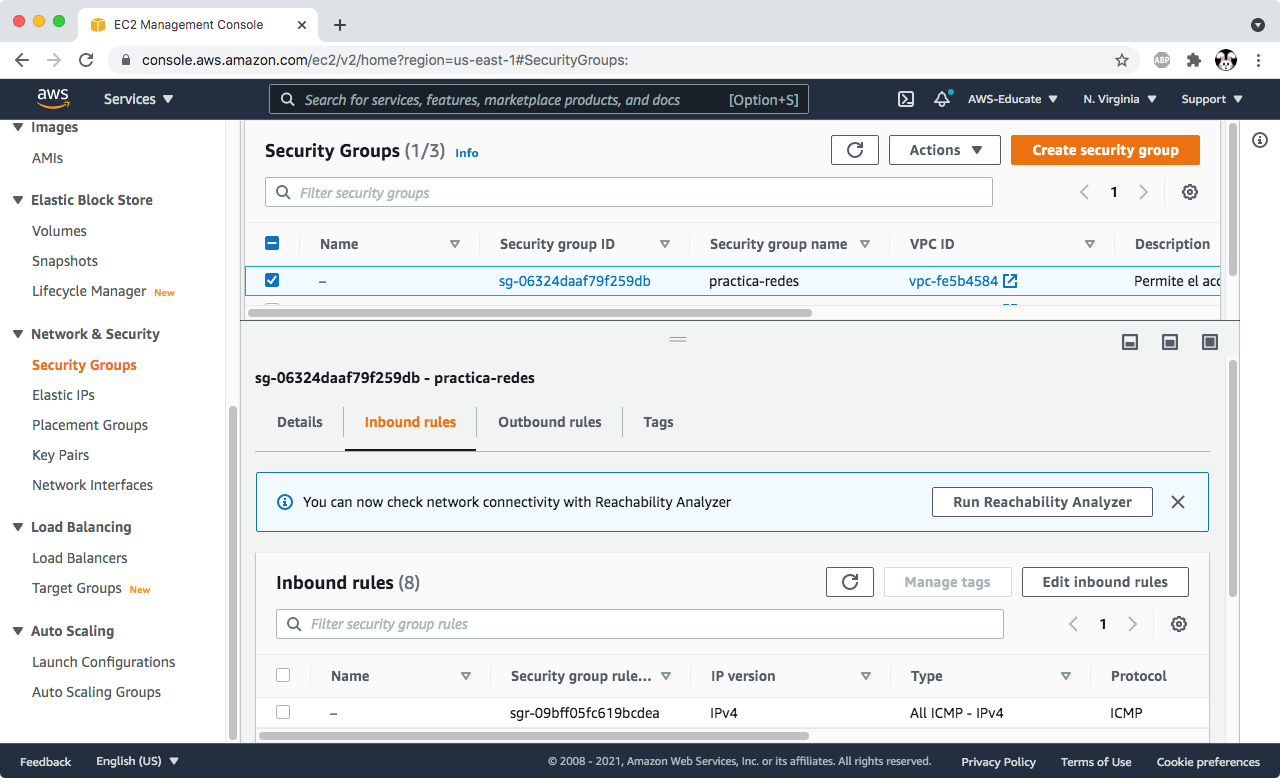 EC2 Management Console
console.aws.amazon.com/ec2/v2/home?region=us-east-1#SecurityGroups:
ABP
aws
Services
Search for services, features, marketplace products, and docs
[Option+S]
AWS-Educate
N. Virginia
Support
Images
AMIs
Elastic Block Store
Volumes
Snapshots
Lifecycle Manager New
Network & Security
Security Groups
Elastic IPs
Placement Groups
Key Pairs
Network Interfaces
Load Balancing
Load Balancers
Target Groups New
Auto Scaling
Launch Configurations
Auto Scaling Groups
Security Groups (1/3) Info
Actions
Create security group
Filter security groups
1
Name
Security group ID
Security group name
VPC ID
Description
–
sg-06324daaf79f259db
practica-redes
vpc-fe5b4584
Permite el acc
sg-06324daaf79f259db - practica-redes
Details
Inbound rules
Outbound rules
Tags
You can now check network connectivity with Reachability Analyzer
Run Reachability Analyzer
Inbound rules (8)
Manage tags
Edit inbound rules
Filter security group rules
1
Name
Security group rule...
IP version
Type
Protocol
–
sgr-09bff05fc619bcdea
IPv4
All ICMP - IPv4
ICMP
Feedback
English (US)
© 2008 - 2021, Amazon Web Services, Inc. or its affiliates. All rights reserved.
Privacy Policy
Terms of Use
Cookie preferences